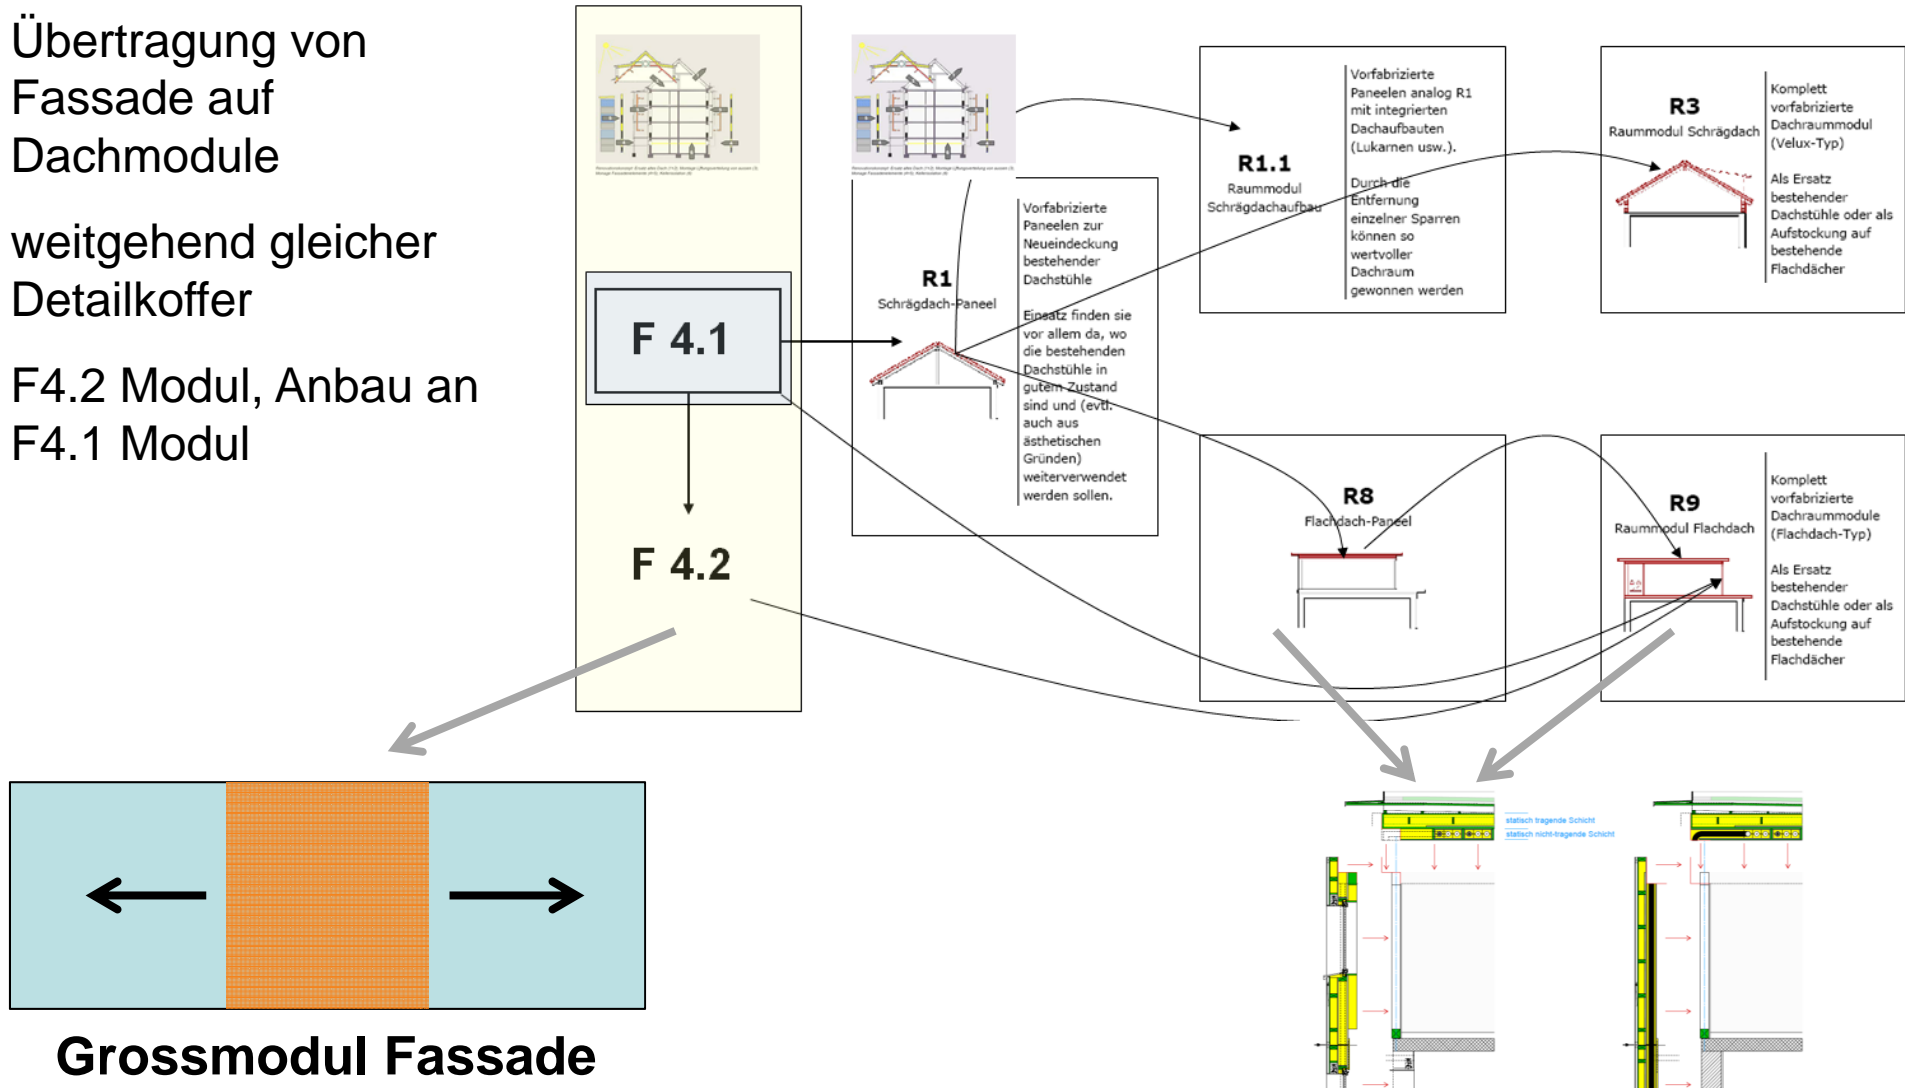 Übertragung von
Fassade auf
Dachmodule
weitgehend gleicher
Detailkoffer
F4.2 Modul, Anbau an
F4.1 Modul
F 4.1
F 4.2
R1
Schrägdach-Paneel
Vorfabrizierte
Paneelen zur
Neueindeckung
bestehender
Dachstühle
Einsatz finden sie
vor allem da, wo
die bestehenden
Dachstühle in
gutem Zustand
sind und (evtl.
auch aus
ästhetischen
Gründen)
weiterverwendet
werden sollen.
R1.1
Raummodul
Schrägdachaufbau
Vorfabrizierte
Paneelen analog R1
mit integrierten
Dachaufbauten
(Lukarnen usw.).
Durch die
Entfernung
einzelner Sparren
können so
wertvoller
Dachraum
gewonnen werden
R3
Raummodul Schrägdach
Komplett
vorfabrizierte
Dachraummodul
(Velux-Typ)
Als Ersatz
bestehender
Dachstühle oder als
Aufstockung auf
bestehende
Flachdächer
R8
Flachdach-Paneel
R9
Raummodul Flachdach
Komplett
vorfabrizierte
Dachraummodule
(Flachdach-Typ)
Als Ersatz
bestehender
Dachstühle oder als
Aufstockung auf
bestehende
Flachdächer
statisch tragende Schicht
statisch nicht-tragende Schicht
Grossmodul Fassade